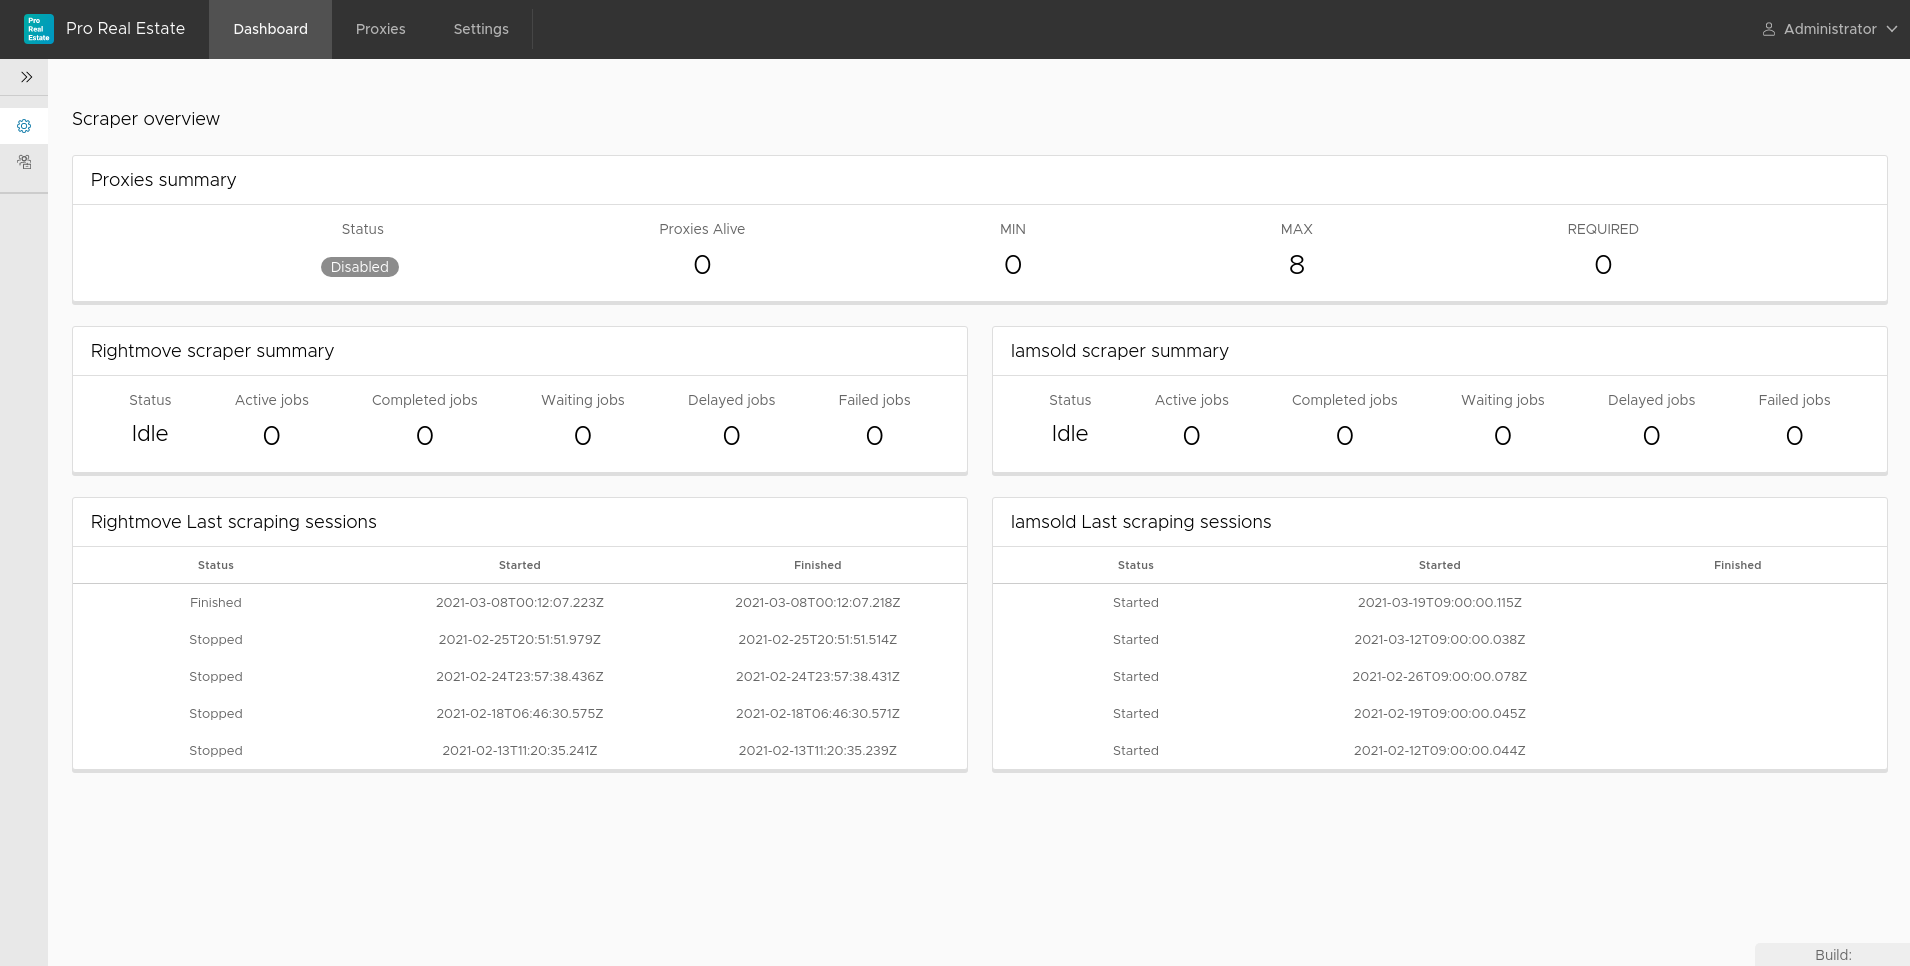 Pro
Real
Estate
Pro Real Estate
Dashboard
Proxies
Settings
Administrator
Scraper overview
Proxies summary
Status Proxies Alive MIN MAX REQUIRED
Disabled 0 0 8 0
Rightmove scraper summary
Status Active jobs Completed jobs Waiting jobs Delayed jobs Failed jobs
Idle 0 0 0 0 0
Iamsold scraper summary
Status Active jobs Completed jobs Waiting jobs Delayed jobs Failed jobs
Idle 0 0 0 0 0
Rightmove Last scraping sessions
Status Started Finished
Finished 2021-03-08T00:12:07.223Z 2021-03-08T00:12:07.218Z
Stopped 2021-02-25T20:51:51.979Z 2021-02-25T20:51:51.514Z
Stopped 2021-02-24T23:57:38.436Z 2021-02-24T23:57:38.431Z
Stopped 2021-02-18T06:46:30.575Z 2021-02-18T06:46:30.571Z
Stopped 2021-02-13T11:20:35.241Z 2021-02-13T11:20:35.239Z
Iamsold Last scraping sessions
Status Started Finished
Started 2021-03-19T09:00:00.115Z
Started 2021-03-12T09:00:00.038Z
Started 2021-02-26T09:00:00.078Z
Started 2021-02-19T09:00:00.045Z
Started 2021-02-12T09:00:00.044Z
Build: